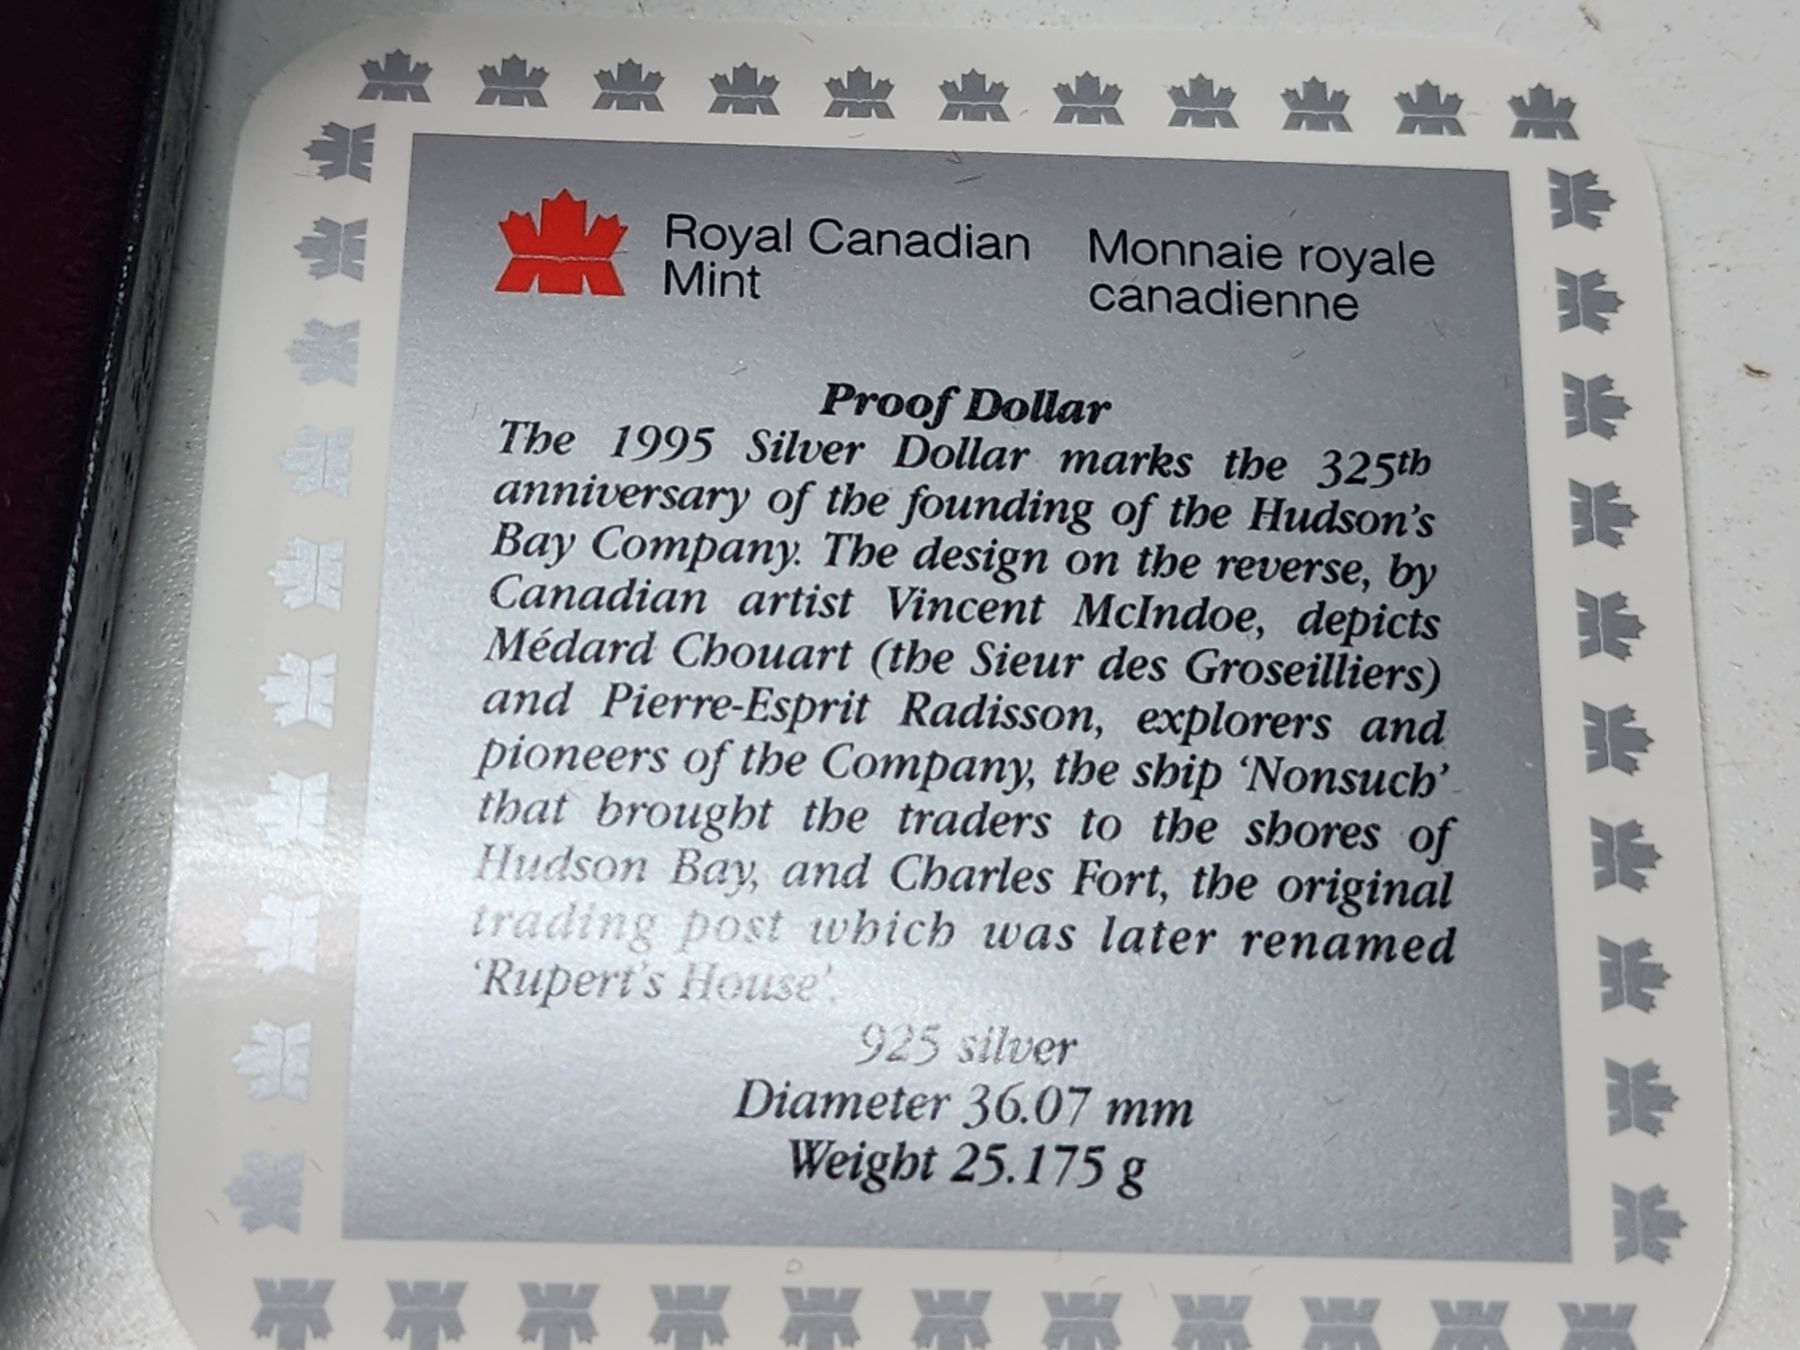 Royal Canadian Mint
Monnaie royale canadienne
Proof Dollar
The 1995 Silver Dollar marks the 325th
anniversary of the founding of the Hudson's
Bay Company. The design on the reverse, by
Canadian artist Vincent McIndoe, depicts
Médard Chouart (the Sieur des Groseilliers)
and Pierre-Esprit Radisson, explorers and
pioneers of the Company, the ship 'Nonsuch'
that brought the traders to the shores of
Hudson Bay, and Charles Fort, the original
trading post which was later renamed
'Rupert's House'.
925 silver
Diameter 36.07 mm
Weight 25.175 g